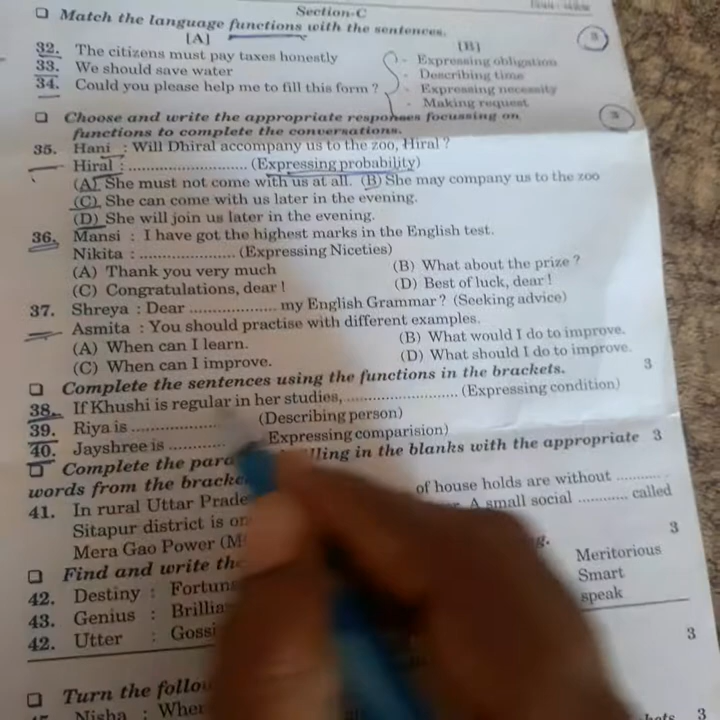 Section-C
❑ Match the language functions with the sentences.
[A] [B] 3
32. The citizens must pay taxes honestly - Expressing obligation
33. We should save water - Describing time
34. Could you please help me to fill this form ? - Expressing necessity
- Making request
❑ Choose and write the appropriate responses focussing on 3
functions to complete the conversations.
35. Hani : Will Dhiral accompany us to the zoo, Hiral ?
Hiral : .......................... (Expressing probability)
(A) She must not come with us at all. (B) She may company us to the zoo
(C) She can come with us later in the evening.
(D) She will join us later in the evening.
36. Mansi : I have got the highest marks in the English test.
Nikita : .................... (Expressing Niceties)
(A) Thank you very much (B) What about the prize ?
(C) Congratulations, dear ! (D) Best of luck, dear !
37. Shreya : Dear .................. my English Grammar ? (Seeking advice)
Asmita : You should practise with different examples.
(A) When can I learn. (B) What would I do to improve.
(C) When can I improve. (D) What should I do to improve.
❑ Complete the sentences using the functions in the brackets. 3
38. If Khushi is regular in her studies,........................ (Expressing condition)
39. Riya is .................. (Describing person)
40. Jayshree is ............ Expressing comparision)
❑ Complete the para lling in the blanks with the appropriate 3
words from the bracke
41. In rural Uttar Prade of house holds are without ..........
Sitapur district is on A small social ........... called
Mera Gao Power (M
❑ Find and write the g. 3
42. Destiny : Fortun Meritorious
43. Genius : Brillia Smart
42. Utter : Gossi speak
3
❑ Turn the follo
Nisha : Wher 3